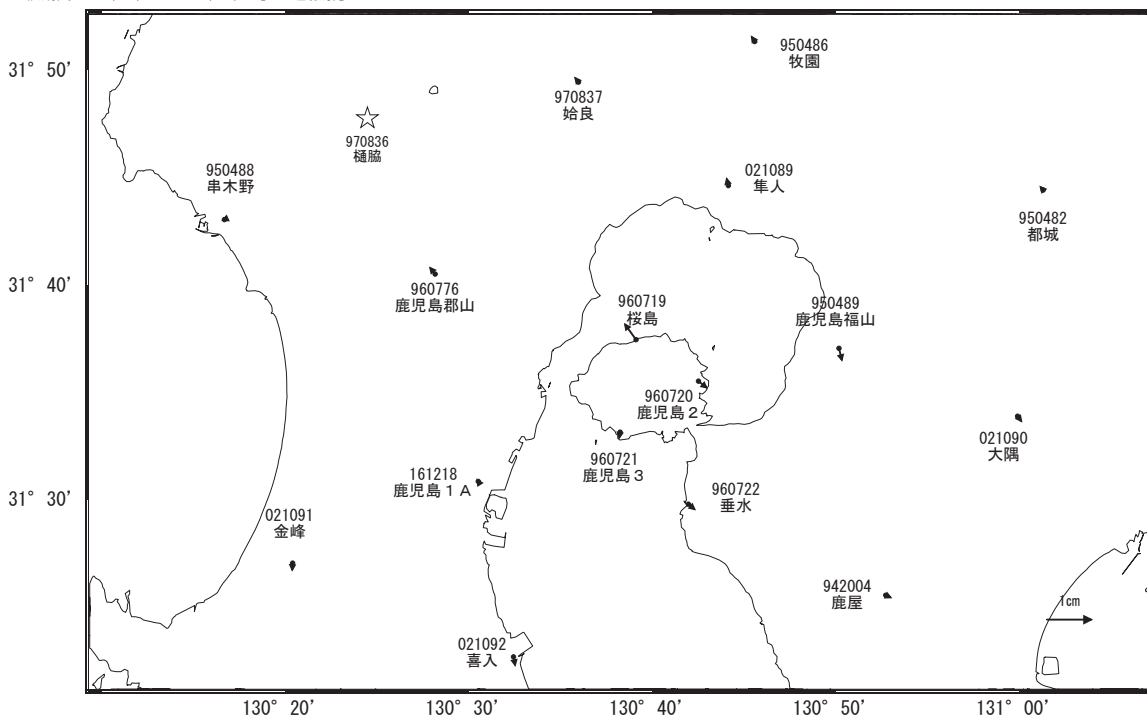 950486
牧園
31° 50'
970837
姶良
970836
樋脇
950488
串木野
021089
隼人
950482
都城
31° 40'
960776
鹿児島郡山
960719
桜島
950489
鹿児島福山
960720
鹿児島２
021090
大隅
960721
鹿児島３
161218
鹿児島１Ａ
31° 30'
960722
垂水
021091
金峰
942004
鹿屋
1cm
021092
喜入
130° 20'
130° 30'
130° 40'
130° 50'
131° 00'